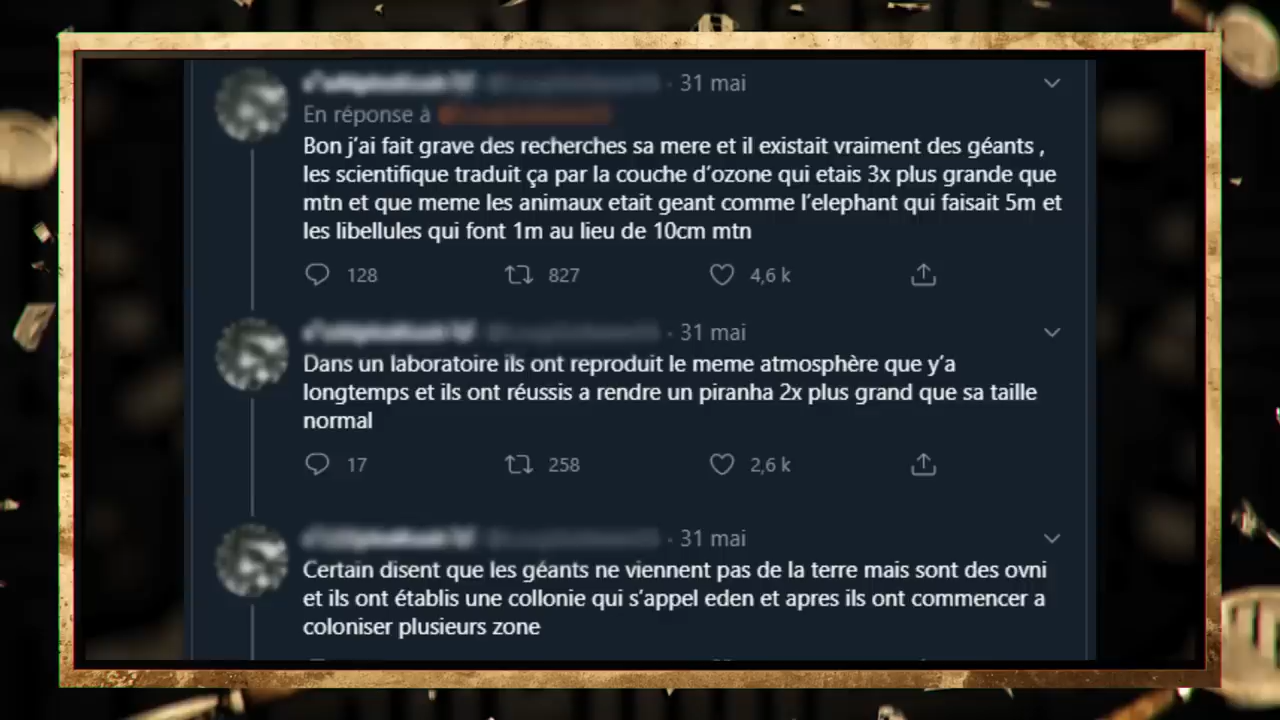 · 31 mai
En réponse à
Bon j’ai fait grave des recherches sa mere et il existait vraiment des géants ,
les scientifique traduit ça par la couche d’ozone qui etais 3x plus grande que
mtn et que meme les animaux etait geant comme l’elephant qui faisait 5m et
les libellules qui font 1m au lieu de 10cm mtn
128 827 4,6 k
· 31 mai
Dans un laboratoire ils ont reproduit le meme atmosphère que y’a
longtemps et ils ont réussis a rendre un piranha 2x plus grand que sa taille
normal
17 258 2,6 k
· 31 mai
Certain disent que les géants ne viennent pas de la terre mais sont des ovni
et ils ont établis une collonie qui s’appel eden et apres ils ont commencer a
coloniser plusieurs zone